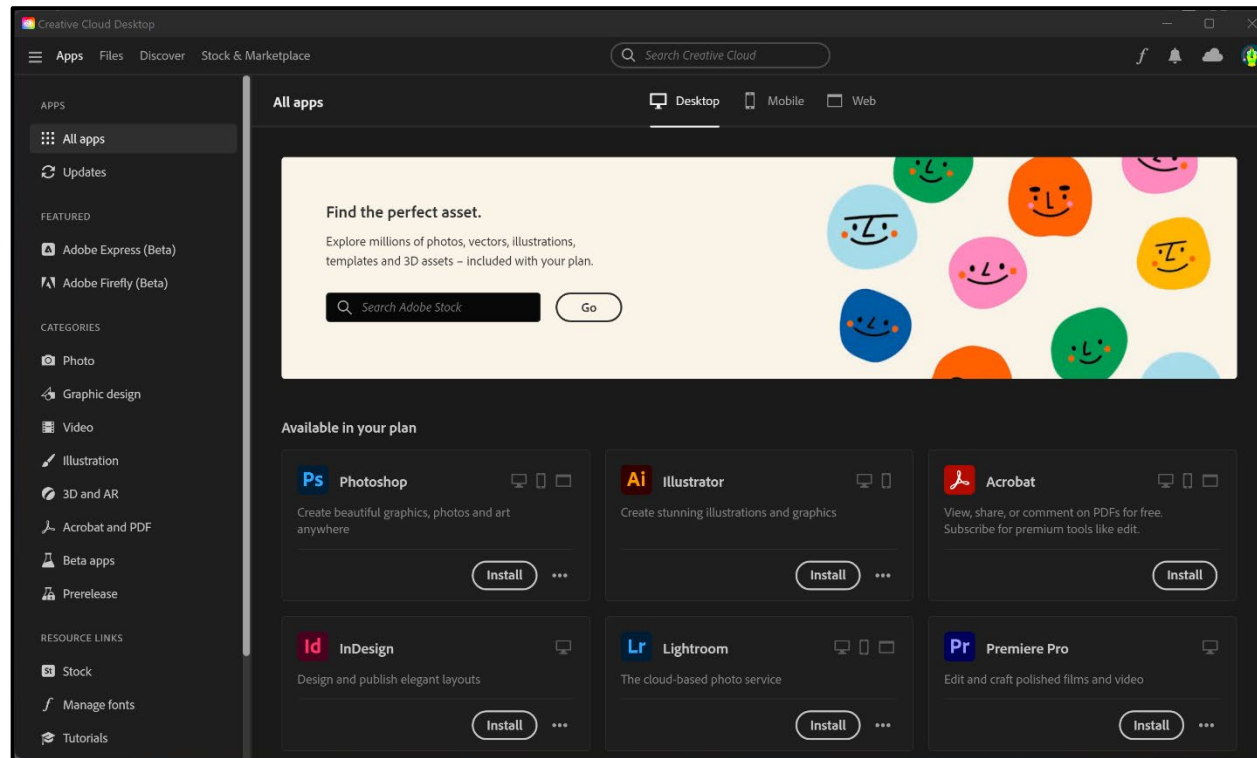 Creative Cloud Desktop
Apps Files Discover Stock & Marketplace
Search Creative Cloud
APPS
All apps
Updates
FEATURED
Adobe Express (Beta)
Adobe Firefly (Beta)
CATEGORIES
Photo
Graphic design
Video
Illustration
3D and AR
Acrobat and PDF
Beta apps
Prerelease
RESOURCE LINKS
St Stock
f Manage fonts
Tutorials
All apps
Desktop Mobile Web
Find the perfect asset.
Explore millions of photos, vectors, illustrations,
templates and 3D assets – included with your plan.
Search Adobe Stock
Go
Available in your plan
Ps Photoshop
Create beautiful graphics, photos and art
anywhere
Install
Ai Illustrator
Create stunning illustrations and graphics
Install
Acrobat
View, share, or comment on PDFs for free.
Subscribe for premium tools like edit.
Install
Id InDesign
Design and publish elegant layouts
Install
Lr Lightroom
The cloud-based photo service
Install
Pr Premiere Pro
Edit and craft polished films and video
Install